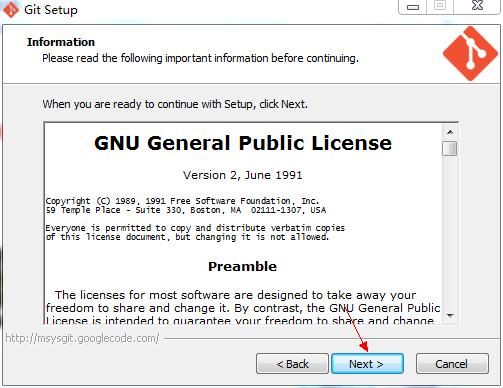 Git Setup
Information
Please read the following important information before continuing.
When you are ready to continue with Setup, click Next.
GNU General Public License
Version 2, June 1991
Copyright (C) 1989, 1991 Free Software Foundation, Inc.
59 Temple Place - Suite 330, Boston, MA  02111-1307, USA
Everyone is permitted to copy and distribute verbatim copies
of this license document, but changing it is not allowed.
Preamble
The licenses for most software are designed to take away your
freedom to share and change it. By contrast, the GNU General Public
License is intended to guarantee your freedom to share and change
http://msysgit.googlecode.com/
< Back
Next >
Cancel